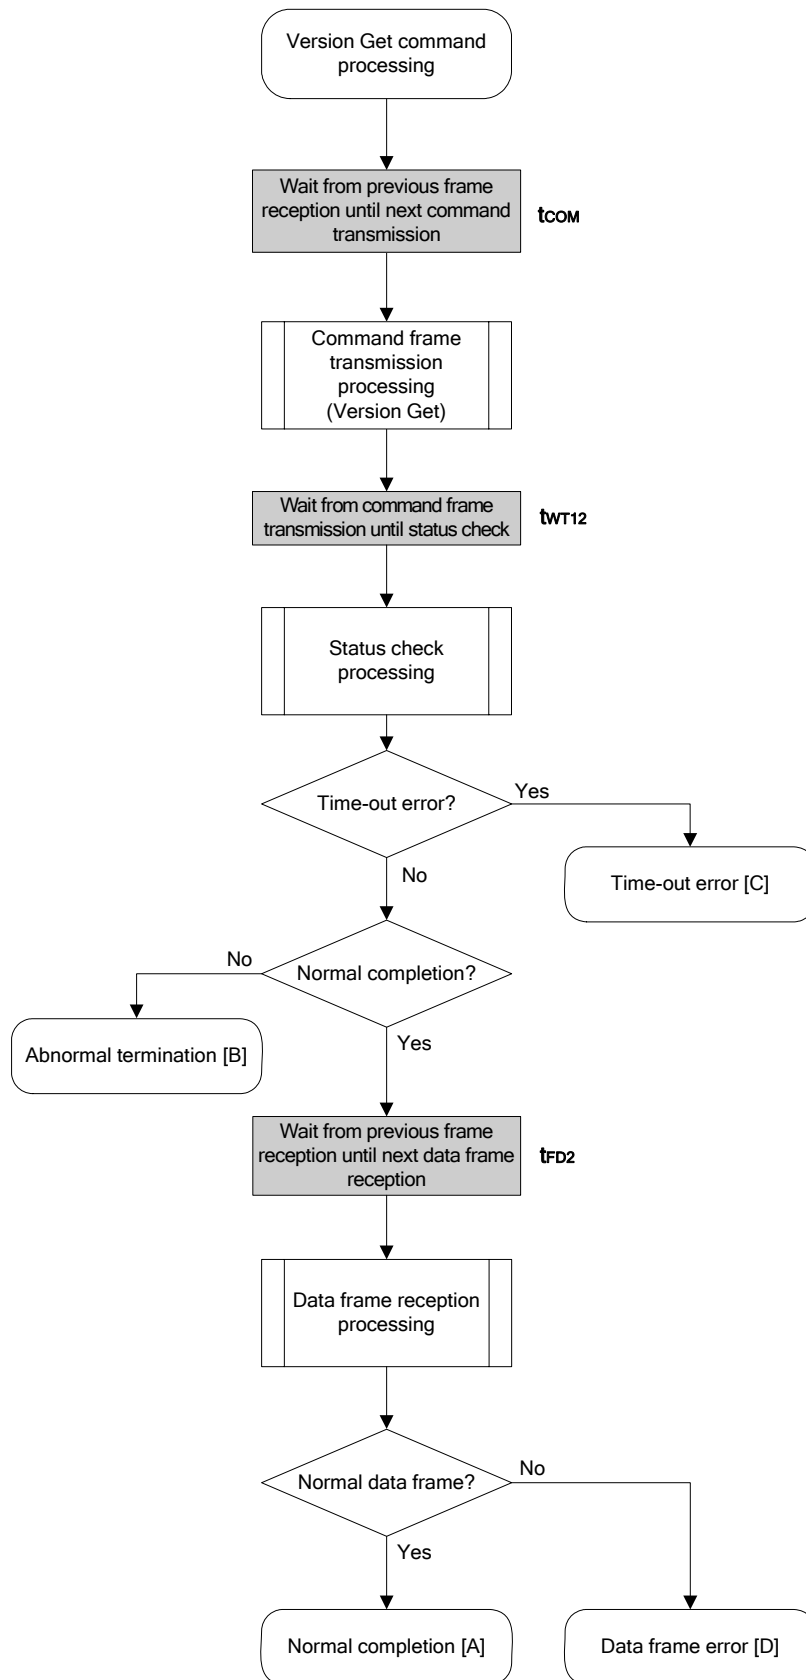 Version Get command
processing
Wait from previous frame
reception until next command
transmission
tCOM
Command frame
transmission
processing
(Version Get)
Wait from command frame
transmission until status check
tWT12
Status check
processing
Time-out error?
Yes
Time-out error [C]
No
Normal completion?
No
Abnormal termination [B]
Yes
Wait from previous frame
reception until next data frame
reception
tFD2
Data frame reception
processing
Normal data frame?
No
Yes
Normal completion [A]
Data frame error [D]